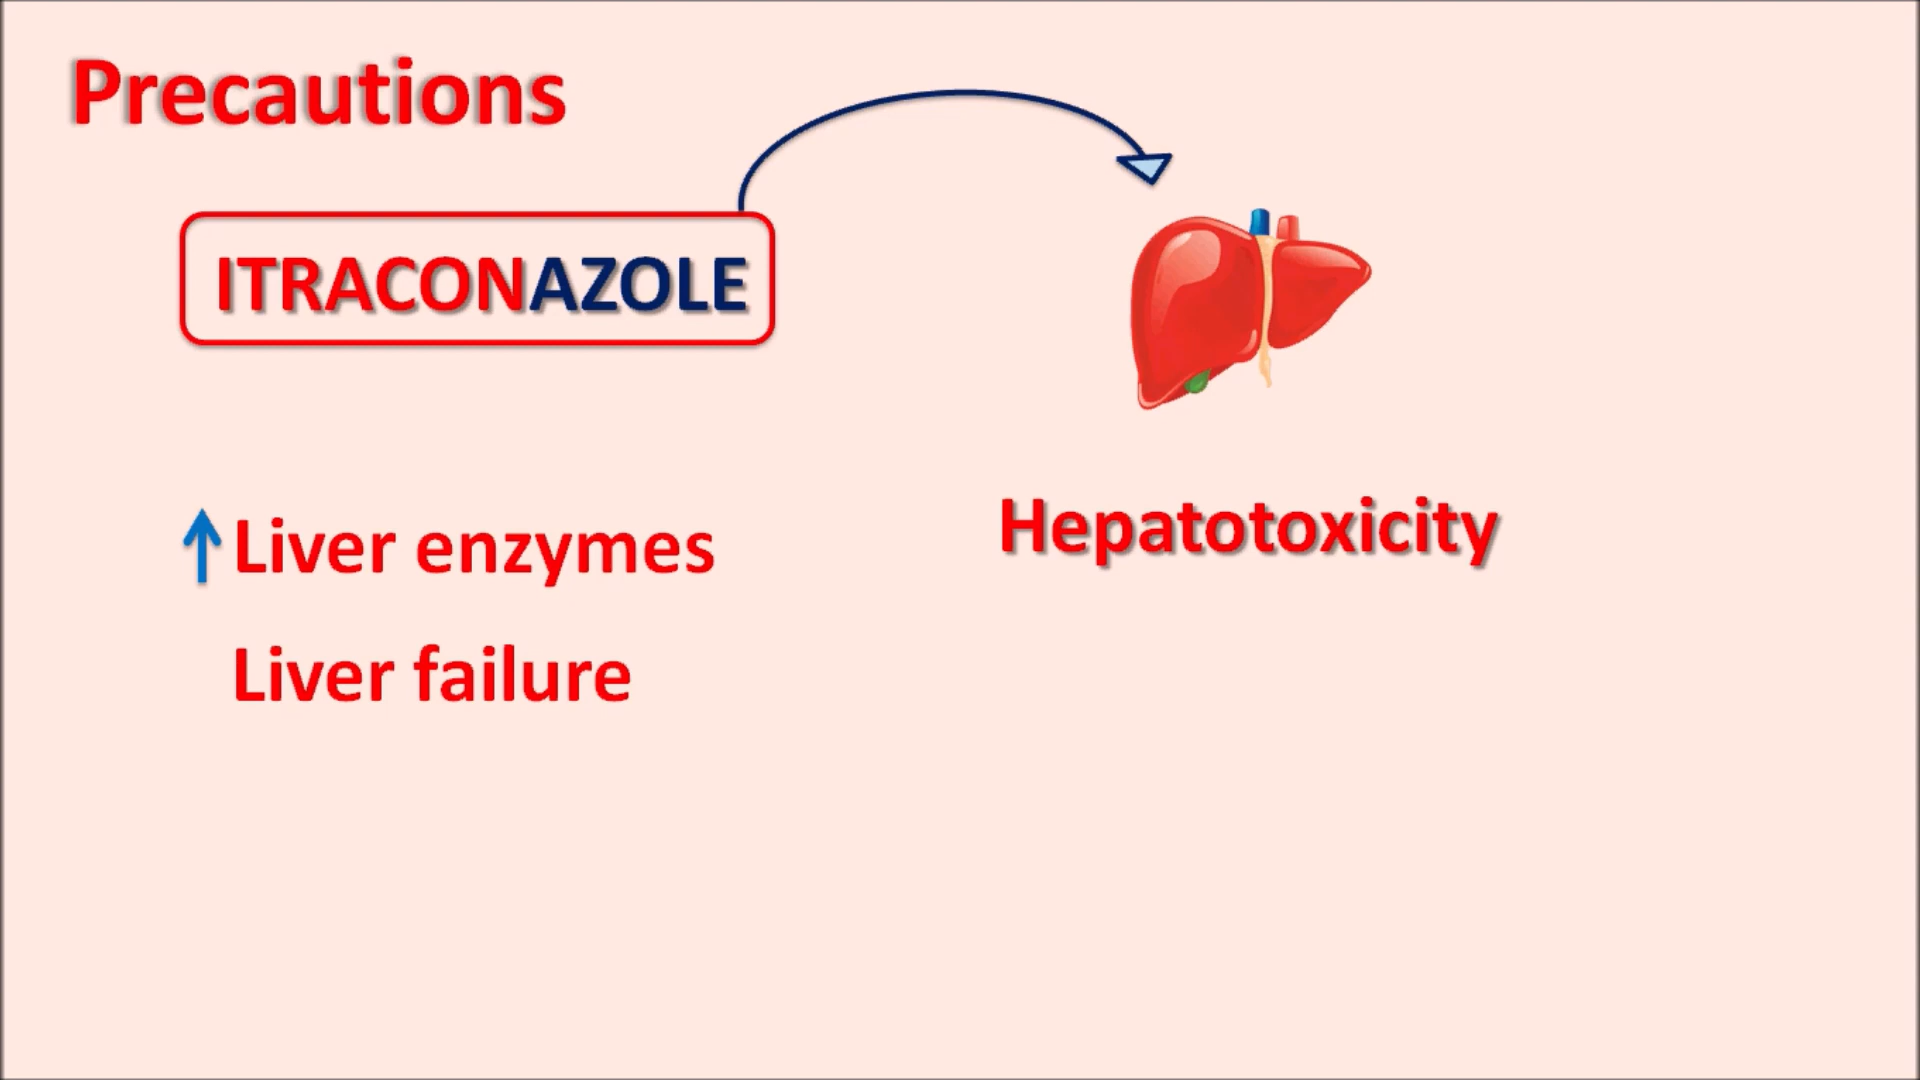 Precautions
ITRACONAZOLE
↑ Liver enzymes
Liver failure
Hepatotoxicity